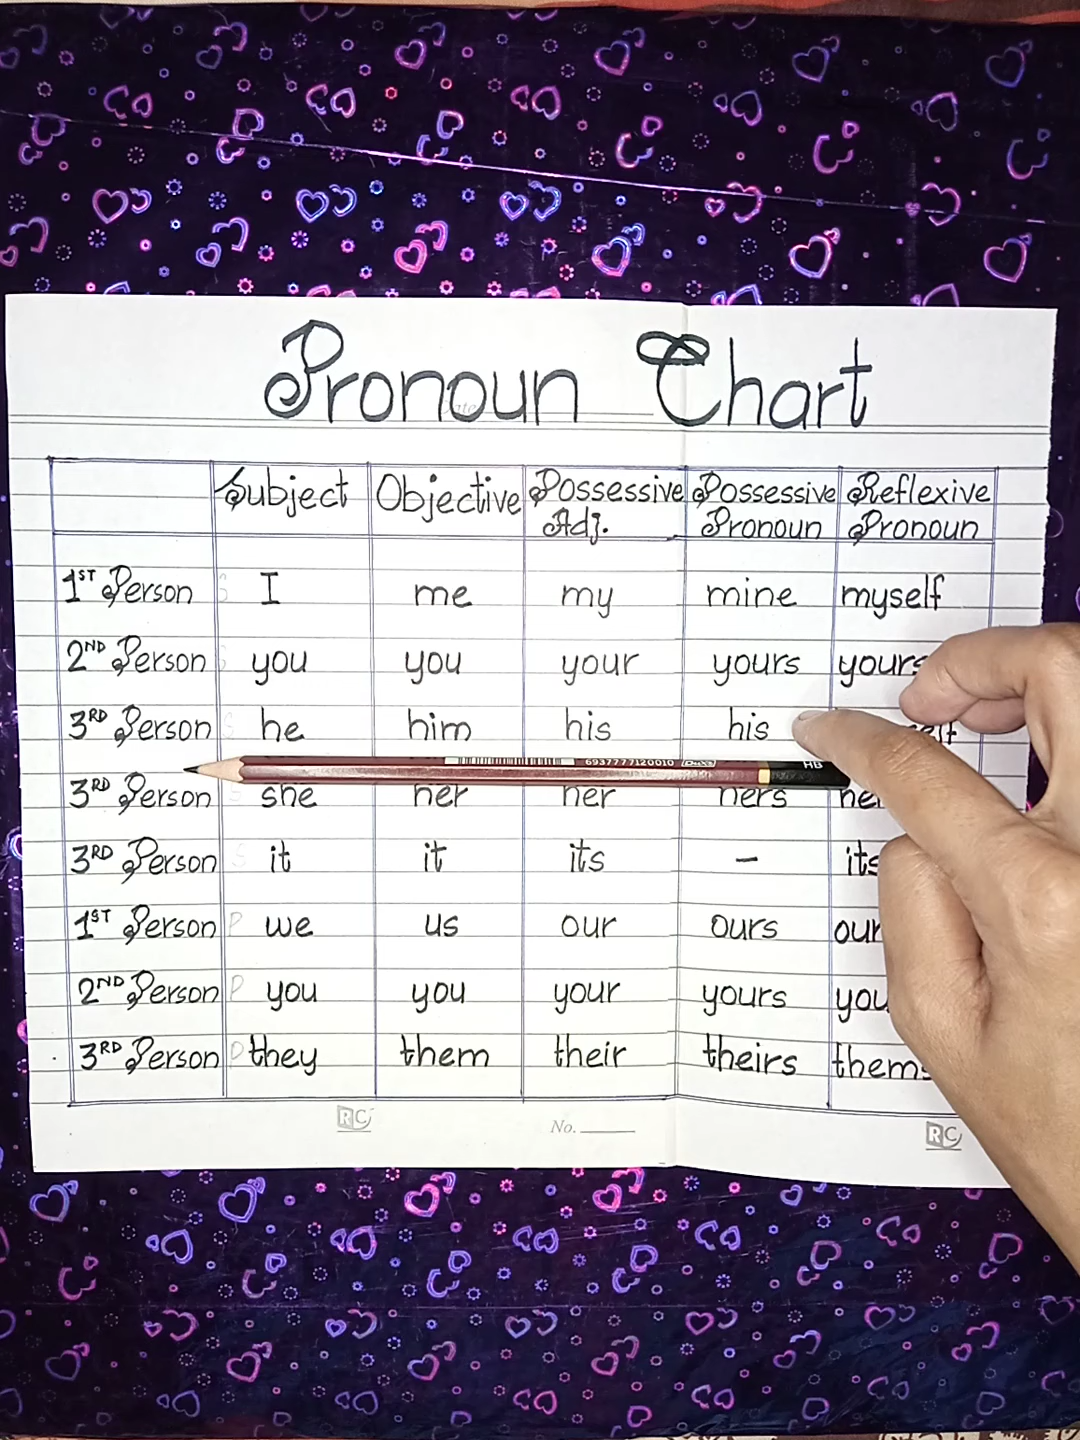 Pronoun Chart
Subject Objective Possessive Adj. Possessive Pronoun Reflexive Pronoun
1ST Person S I me my mine myself
2ND Person S you you your yours
3RD Person S he him his his
6937777120010 HB
3RD Person S she her her hers
3RD Person S it it its –
1ST Person P we us our ours
2ND Person P you you your yours
3RD Person P they them their theirs
RC No. RC